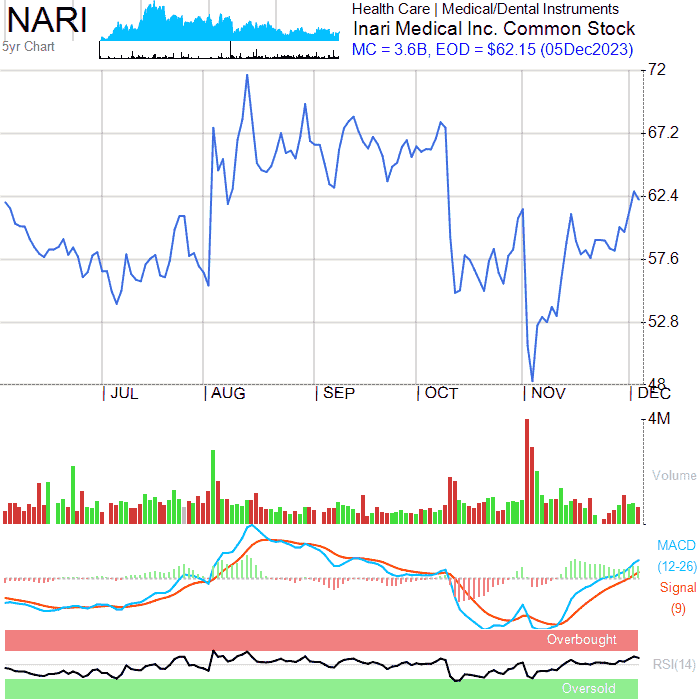 NARI
5yr Chart
Health Care | Medical/Dental Instruments
Inari Medical Inc. Common Stock
MC = 3.6B, EOD = $62.15 (05Dec2023)
72
67.2
62.4
57.6
52.8
48
JUL AUG SEP OCT NOV DEC
4M
Volume
MACD
(12-26)
Signal
(9)
Overbought
RSI(14)
Oversold